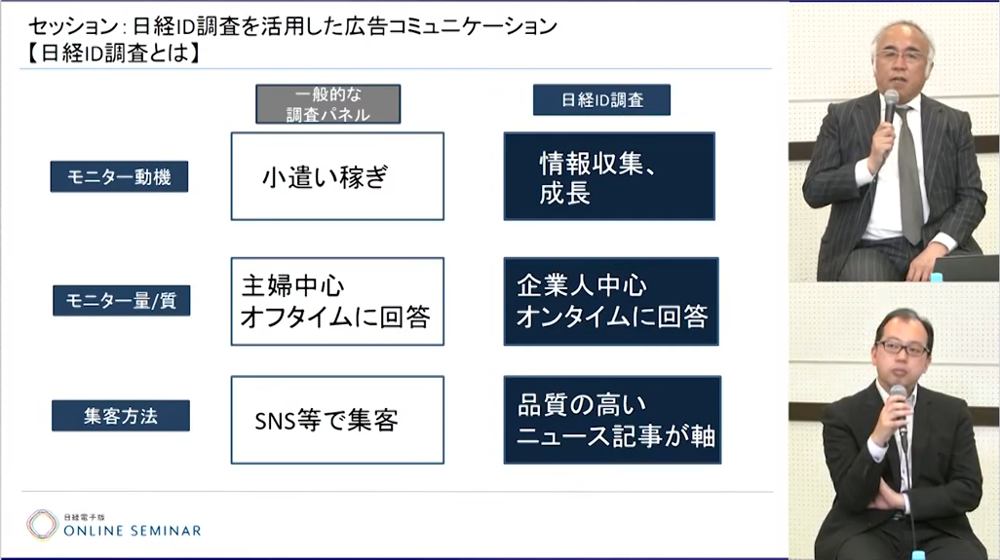 セッション：日経ID調査を活用した広告コミュニケーション
【日経ID調査とは】
一般的な
調査パネル
日経ID調査
モニター動機
小遣い稼ぎ
情報収集、
成長
モニター量/質
主婦中心
オフタイムに回答
企業人中心
オンタイムに回答
集客方法
SNS等で集客
品質の高い
ニュース記事が軸
日経電子版
ONLINE SEMINAR